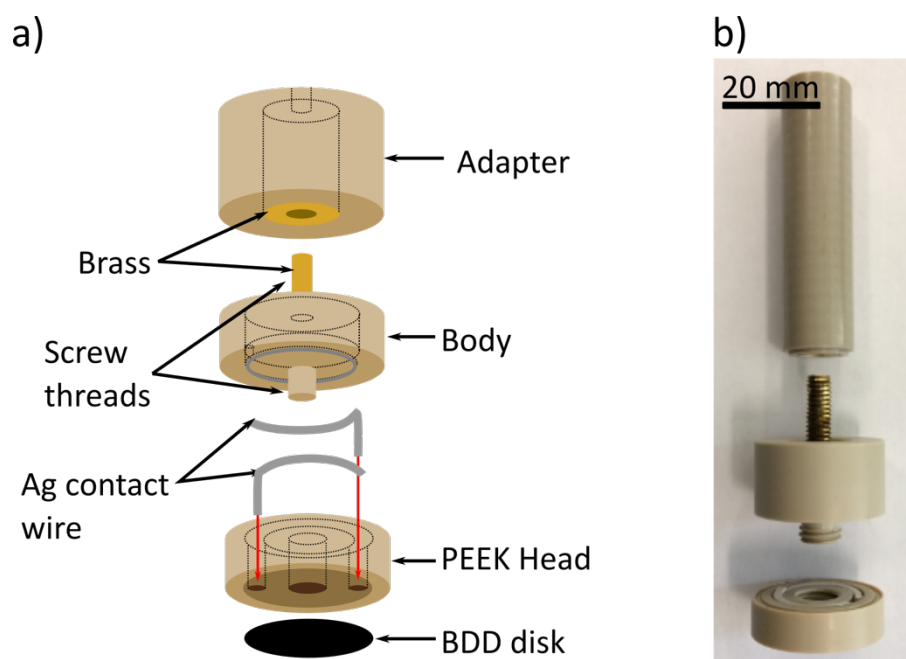 a)
b)
20 mm
Adapter
Brass
Body
Screw
threads
Ag contact
wire
PEEK Head
BDD disk